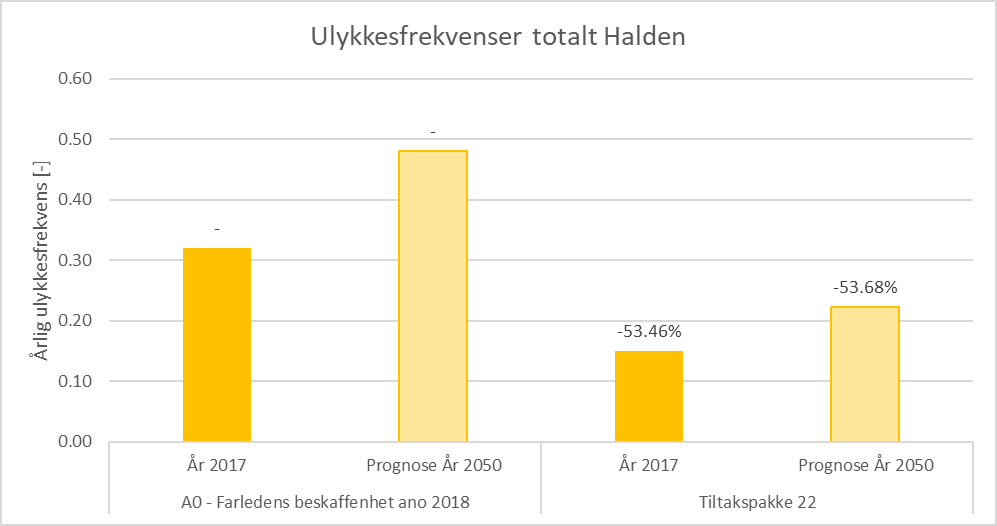 Ulykkesfrekvenser totalt Halden
Årlig ulykkesfrekvens [-]
0.60
0.50
0.40
0.30
0.20
0.10
0.00
-
-
-53.46%
-53.68%
År 2017
Prognose År 2050
År 2017
Prognose År 2050
A0 - Farledens beskaffenhet ano 2018
Tiltakspakke 22